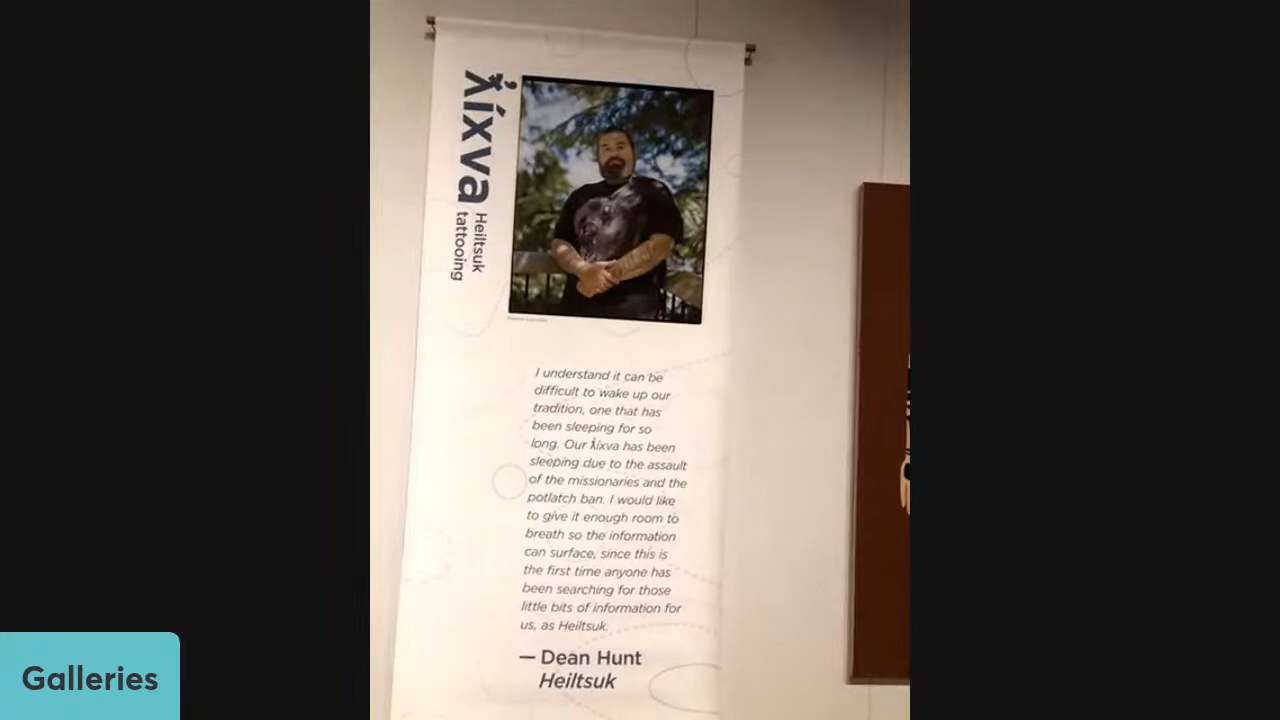 ƛ̓íxva
Heiltsuk
tattooing
I understand it can be
difficult to wake up our
tradition, one that has
been sleeping for so
long. Our ƛ̓íxva has been
sleeping due to the assault
of the missionaries and the
potlatch ban. I would like
to give it enough room to
breath so the information
can surface, since this is
the first time anyone has
been searching for those
little bits of information for
us, as Heiltsuk.
— Dean Hunt
Heiltsuk
Galleries